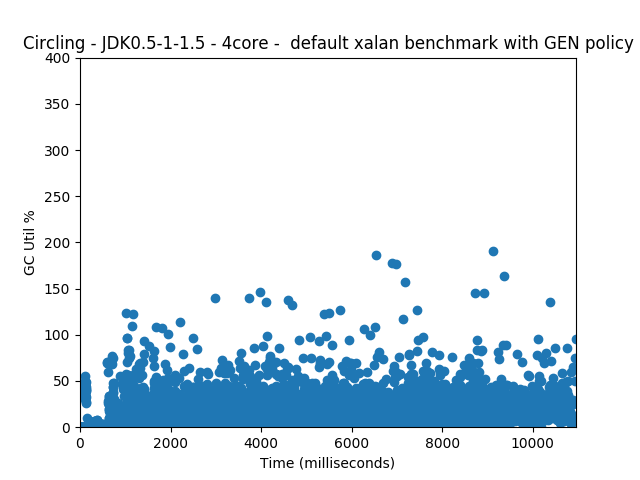 Circling - JDK0.5-1-1.5 - 4core -  default xalan benchmark with GEN policy
400
350
300
250
200
150
100
50
0
GC Util %
0 2000 4000 6000 8000 10000
Time (milliseconds)